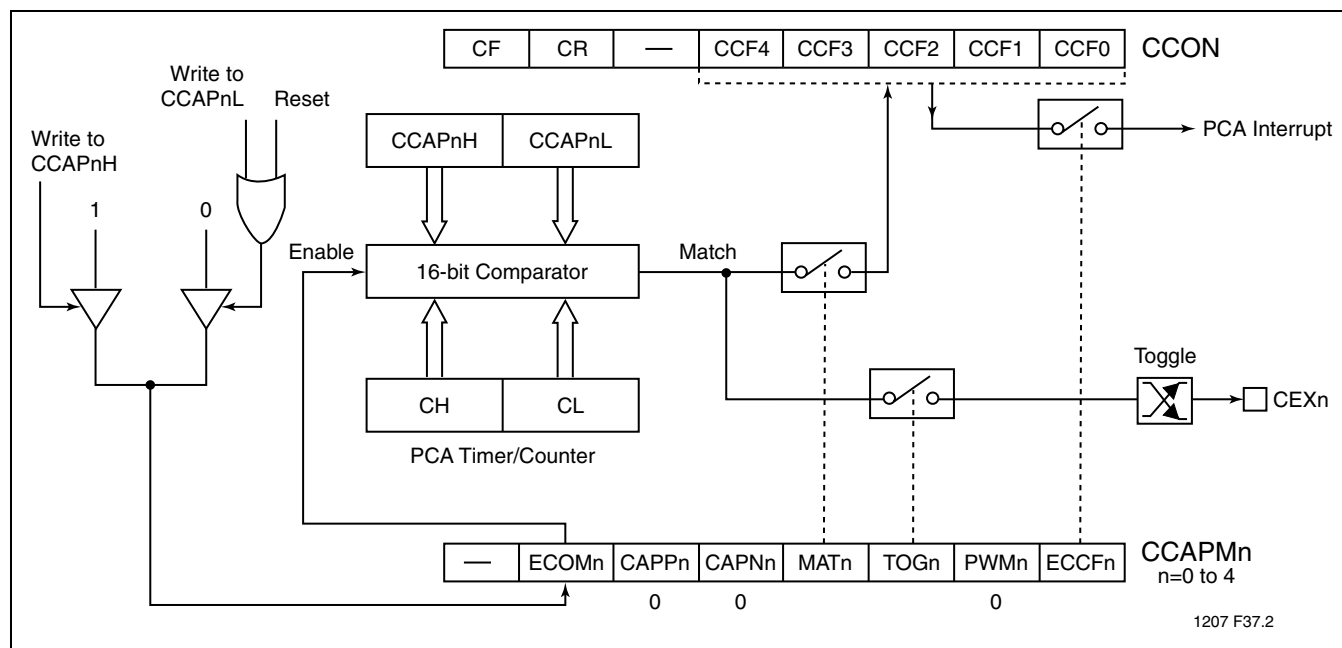 CF CR — CCF4 CCF3 CCF2 CCF1 CCF0 CCON
Write to
CCAPnL
Reset
Write to
CCAPnH
1
0
CCAPnH CCAPnL
PCA Interrupt
Enable
16-bit Comparator
Match
CH CL
PCA Timer/Counter
Toggle
CEXn
— ECOMn CAPPn CAPNn MATn TOGn PWMn ECCFn CCAPMn
n=0 to 4
0 0 0
1207 F37.2